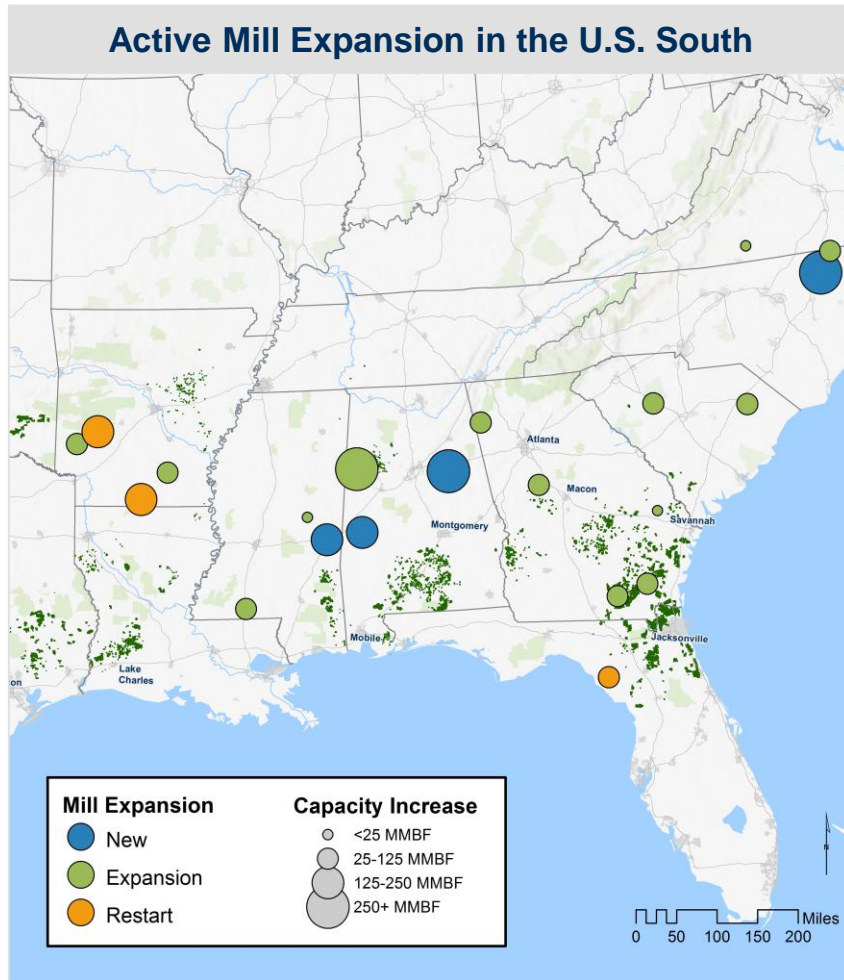 Active Mill Expansion in the U.S. South
Atlanta
Macon
Montgomery
Savannah
Mobile
Jacksonville
Lake
Charles
on
Mill Expansion
New
Expansion
Restart
Capacity Increase
<25 MMBF
25-125 MMBF
125-250 MMBF
250+ MMBF
N
Miles
0 50 100 150 200